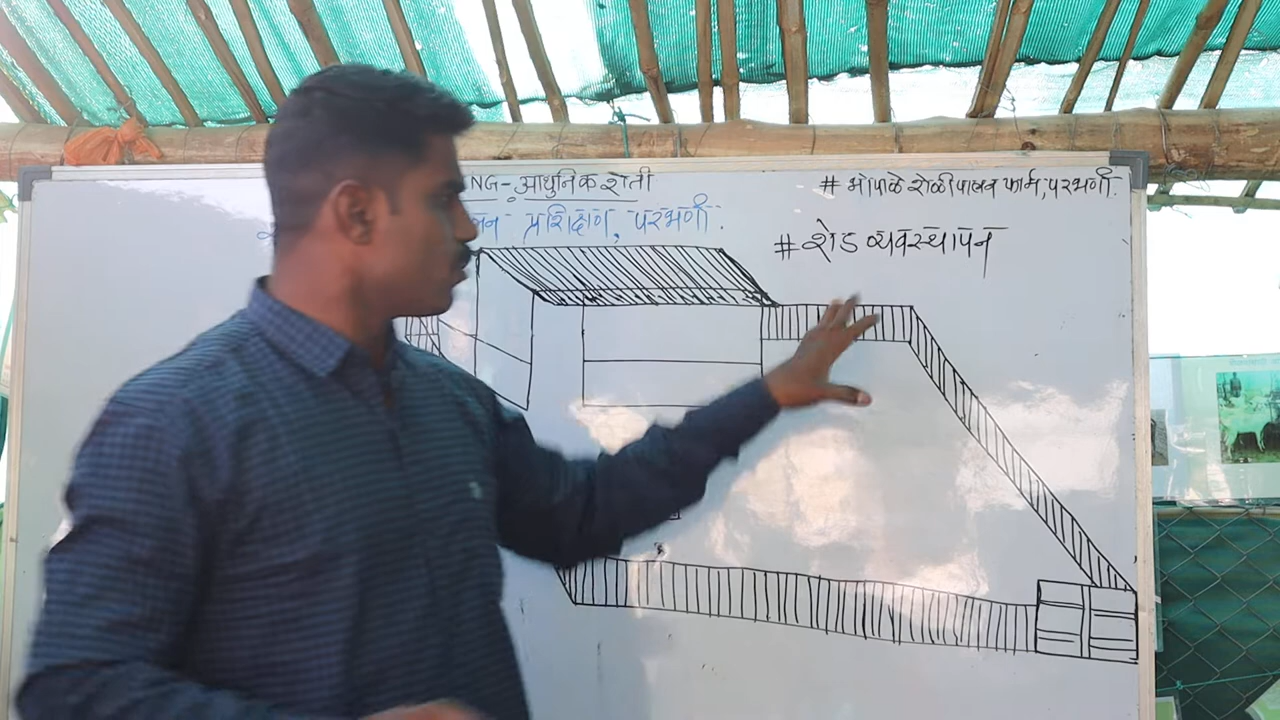 NG-आधुनिक शेती
प्रशिक्षण, परभणी.
# भोपाळे शेळीपालन फार्म, परभणी.
# शेड व्यवस्थापन